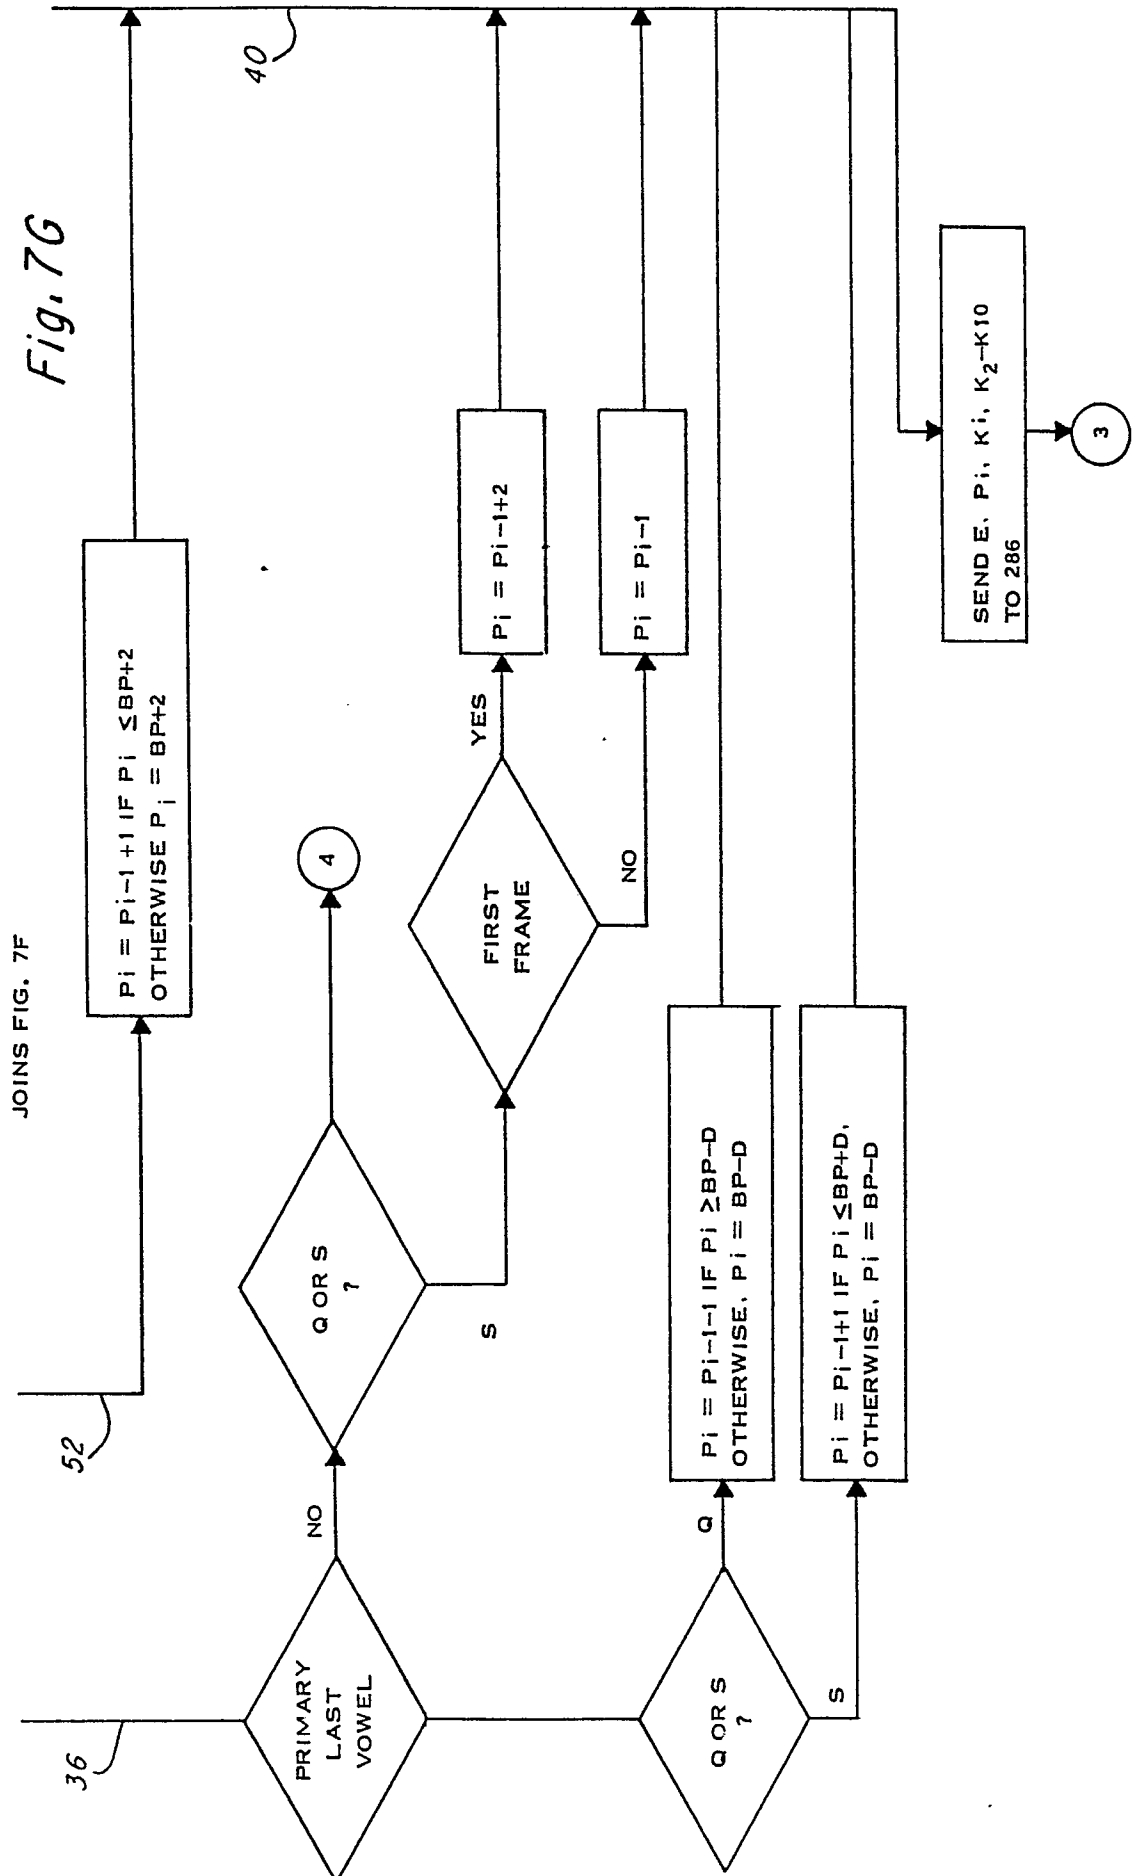 JOINS FIG. 7F
Fig. 7G
36
52
40
Pi = Pi-1 +1 IF Pi ≤BP+2
OTHERWISE Pi = BP+2
PRIMARY
LAST
VOWEL
NO
Q OR S
?
4
S
FIRST
FRAME
YES
Pi = Pi-1+2
NO
Pi = Pi-1
Q OR S
?
Q
Pi = Pi-1-1 IF Pi ≥BP-D
OTHERWISE, Pi = BP-D
S
Pi = Pi-1+1 IF Pi ≤BP+D,
OTHERWISE, Pi = BP-D
SEND E, Pi, Ki, K2-K10
TO 286
3